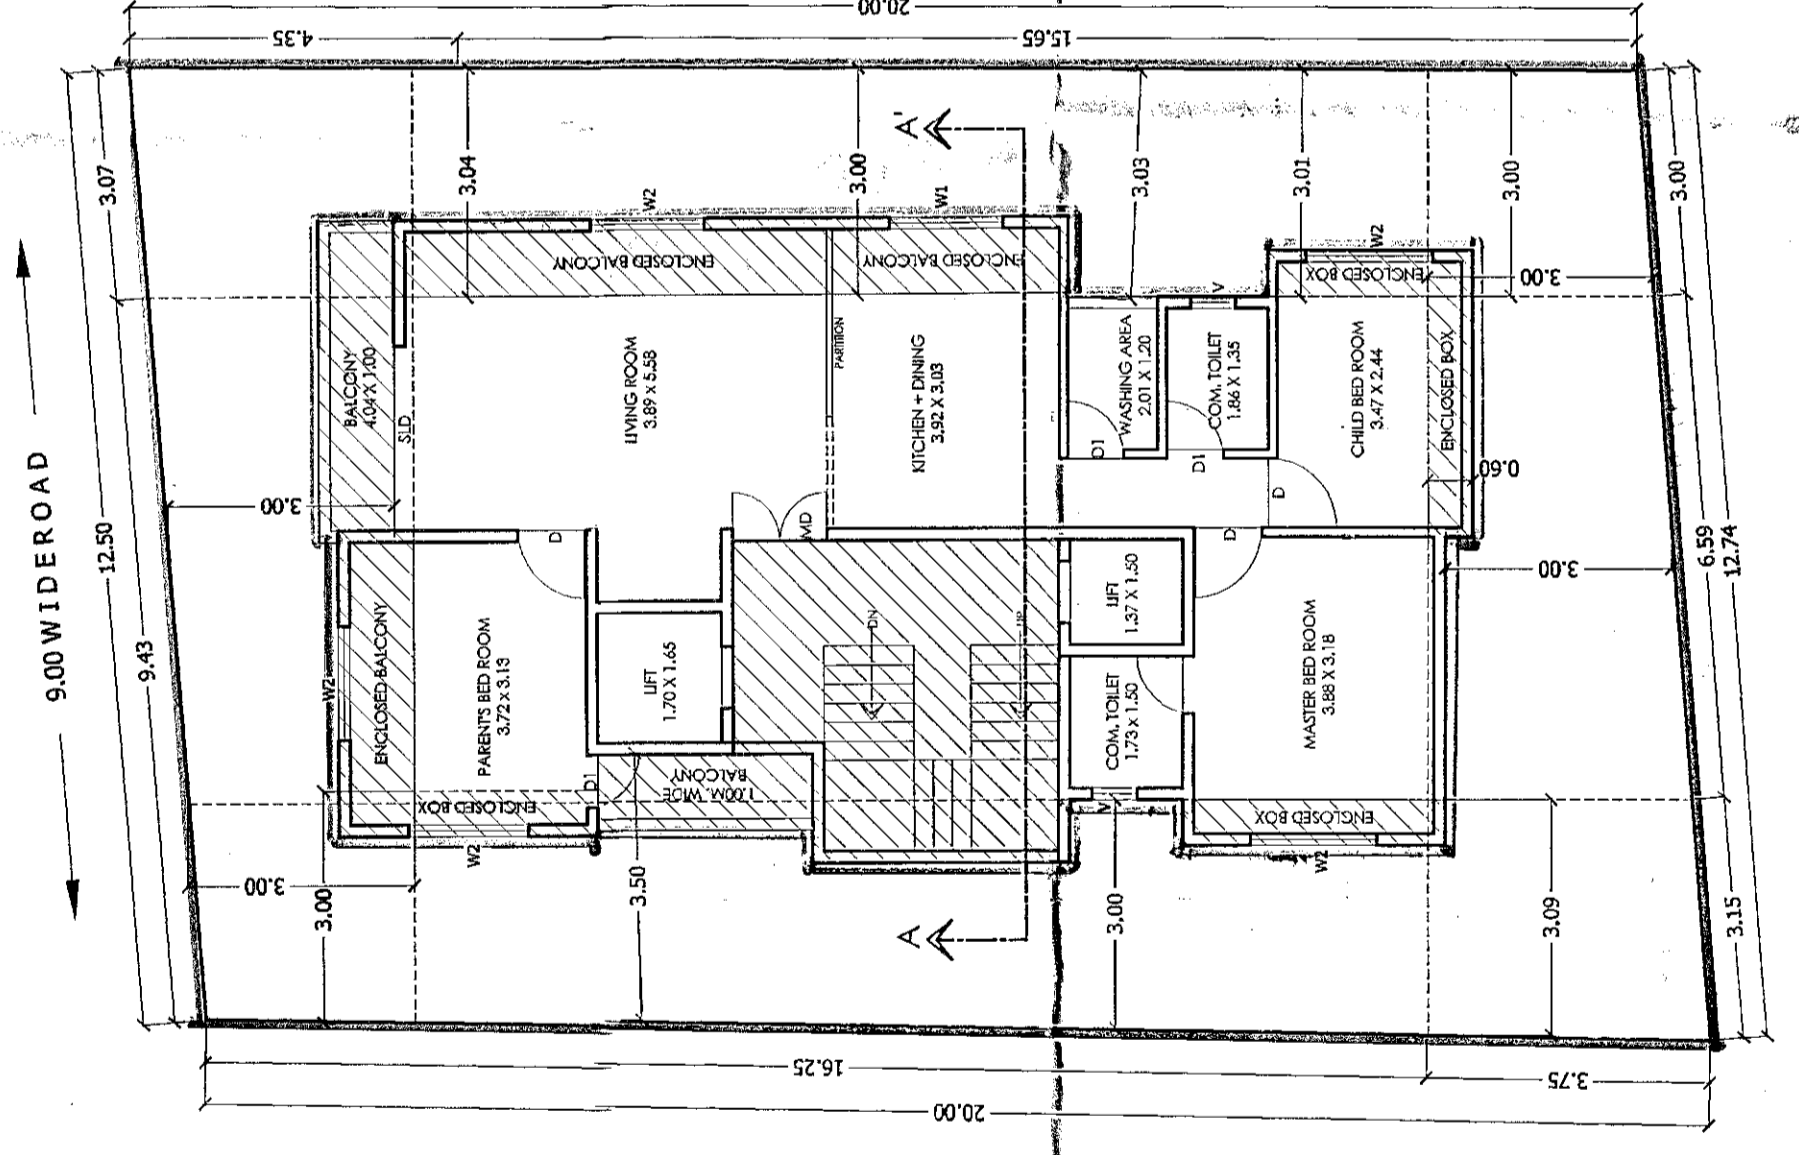 20.00
4.35
15.65
9.00 WIDE ROAD
12.50
3.07
9.43
3.04
3.00
3.03
3.01
3.00
3.00
A'
W2
W1
W2
ENCLOSED BALCONY
ENCLOSED BALCONY
ENCLOSED BOX
3.00
V
BALCONY
4.04 X 1.00
SLD
LIVING ROOM
3.89 x 5.58
PARTITION
KITCHEN + DINING
3.92 X 3.03
WASHING AREA
2.01 X 1.20
COM. TOILET
1.86 X 1.35
CHILD BED ROOM
3.47 X 2.44
ENCLOSED BOX
0.60
D1
D1
D
3.00
D
MD
D
6.59
12.74
3.00
W2
ENCLOSED BALCONY
PARENTS BED ROOM
3.72 x 3.13
LIFT
1.70 X 1.65
DN
UP
LIFT
1.37 X 1.50
COM. TOILET
1.73 x 1.50
MASTER BED ROOM
3.88 X 3.18
D1
BALCONY
1.00M. WIDE
ENCLOSED BOX
V
ENCLOSED BOX
W2
W2
3.00
3.00
3.50
A
3.00
3.09
3.15
16.25
3.75
20.00